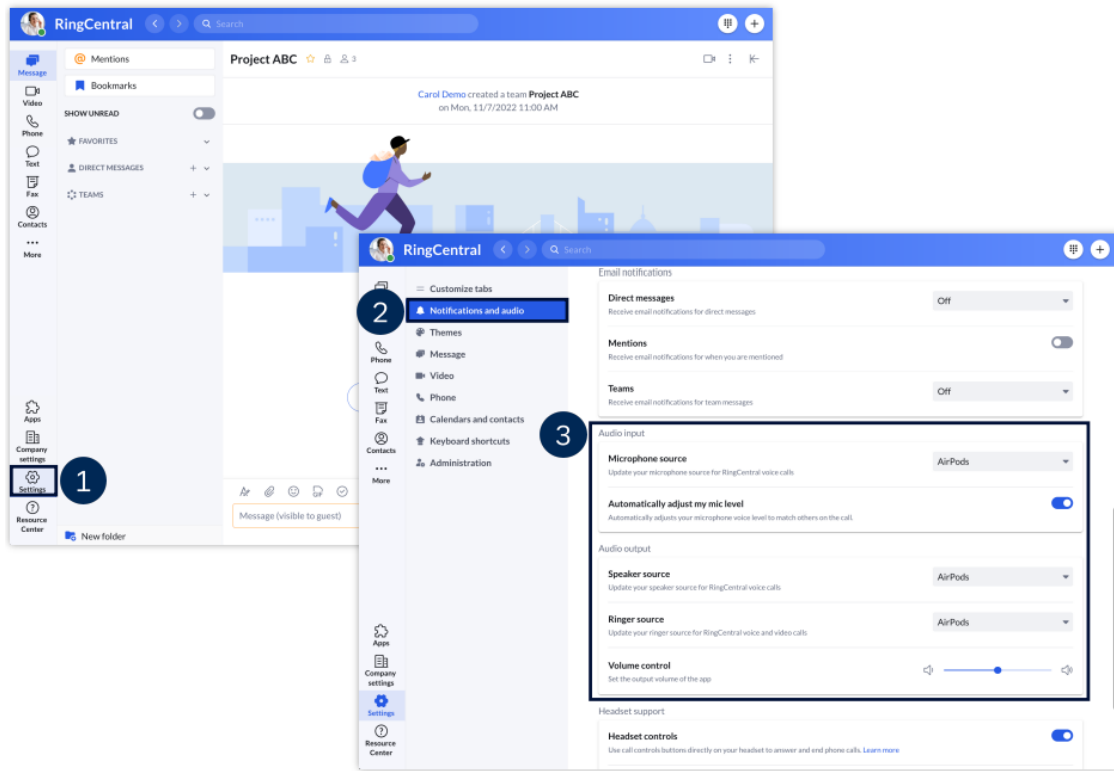 RingCentral
Search
Message
Video
Phone
Text
Fax
Contacts
More
Apps
Company
settings
Settings
Resource
Center
1
Mentions
Bookmarks
SHOW UNREAD
FAVORITES
DIRECT MESSAGES
TEAMS
New folder
Project ABC
3
Carol Demo created a team Project ABC
on Mon, 11/7/2022 11:00 AM
Message (visible to guest)
RingCentral
Search
2
Phone
Text
Fax
Contacts
More
Apps
Company
settings
Settings
Resource
Center
Customize tabs
Notifications and audio
Themes
Message
Video
Phone
Calendars and contacts
Keyboard shortcuts
Administration
Email notifications
Direct messages
Off
Receive email notifications for direct messages
Mentions
Receive email notifications for when you are mentioned
Teams
Off
Receive email notifications for team messages
3
Audio input
Microphone source
AirPods
Update your microphone source for RingCentral voice calls
Automatically adjust my mic level
Automatically adjusts your microphone voice level to match others on the call.
Audio output
Speaker source
AirPods
Update your speaker source for RingCentral voice calls
Ringer source
AirPods
Update your ringer source for RingCentral voice and video calls
Volume control
Set the output volume of the app
Headset support
Headset controls
Use call controls buttons directly on your headset to answer and end phone calls. Learn more